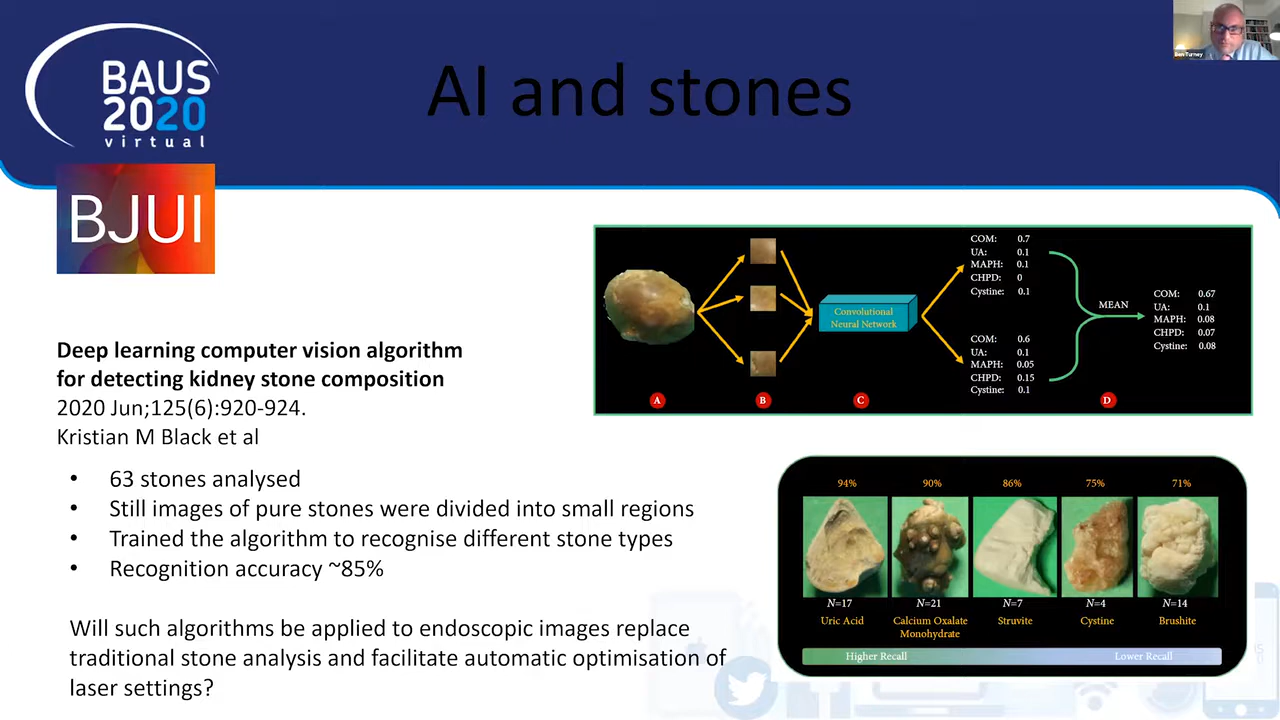 BAUS
2020
virtual
AI and stones
Ben Turney
BJUI
Deep learning computer vision algorithm
for detecting kidney stone composition
2020 Jun;125(6):920-924.
Kristian M Black et al
• 63 stones analysed
• Still images of pure stones were divided into small regions
• Trained the algorithm to recognise different stone types
• Recognition accuracy ~85%
Will such algorithms be applied to endoscopic images replace
traditional stone analysis and facilitate automatic optimisation of
laser settings?
A
B
Convolutional
Neural Network
C
COM: 0.7
UA: 0.1
MAPH: 0.1
CHPD: 0
Cystine: 0.1
COM: 0.6
UA: 0.1
MAPH: 0.05
CHPD: 0.15
Cystine: 0.1
MEAN
COM: 0.67
UA: 0.1
MAPH: 0.08
CHPD: 0.07
Cystine: 0.08
D
94% 90% 86% 75% 71%
N=17 N=21 N=7 N=4 N=14
Uric Acid Calcium Oxalate Struvite Cystine Brushite
Monohydrate
Higher Recall Lower Recall